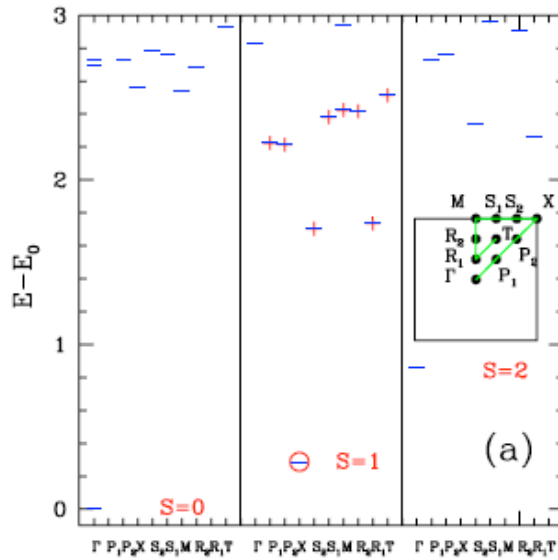 3
2
1
0
E−E₀
S=0
S=1
S=2
(a)
M S₁ S₂ X
R₂ T
R₁ P₂
Γ P₁
Γ P₁P₂X S₂S₁M R₂R₁T
Γ P₁P₂X S₂S₁M R₂R₁T
Γ P₁P₂X S₂S₁M R₂R₁T